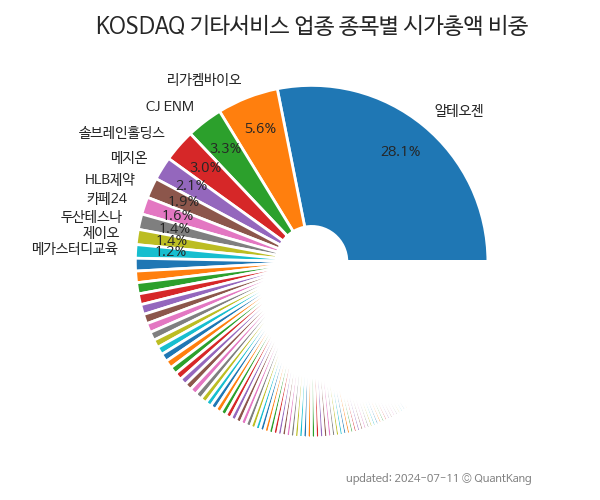 KOSDAQ 기타서비스 업종 종목별 시가총액 비중
알테오젠
28.1%
리가켐바이오
5.6%
CJ ENM
3.3%
솔브레인홀딩스
3.0%
메지온
2.1%
HLB제약
1.9%
카페24
1.6%
두산테스나
1.4%
제이오
1.4%
메가스터디교육
1.2%
updated: 2024-07-11 © QuantKang